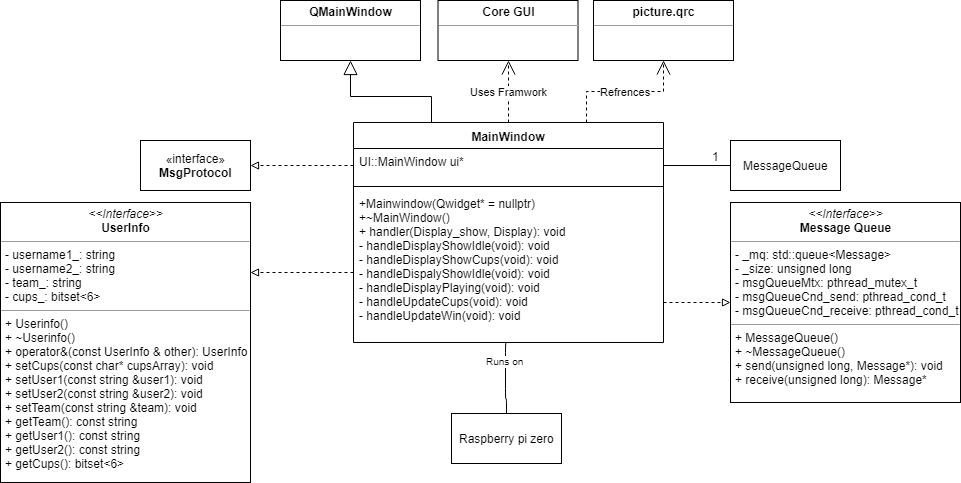 QMainWindow
Core GUI
picture.qrc
Uses Framwork
Refrences
MainWindow
UI::MainWindow ui*
+Mainwindow(Qwidget* = nullptr)
+~MainWindow()
+ handler(Display_show, Display): void
- handleDisplayShowIdle(void): void
- handleDisplayShowCups(void): void
- handleDispalyShowIdle(void): void
- handleDisplayPlaying(void): void
- handleUpdateCups(void): void
- handleUpdateWin(void): void
«interface»
MsgProtocol
1
MessageQueue
<<Interface>>
UserInfo
- username1_: string
- username2_: string
- team_: string
- cups_: bitset<6>
+ Userinfo()
+ ~Userinfo()
+ operator&(const UserInfo & other): UserInfo
+ setCups(const char* cupsArray): void
+ setUser1(const string &user1): void
+ setUser2(const string &user2): void
+ setTeam(const string &team): void
+ getTeam(): const string
+ getUser1(): const string
+ getUser2(): const string
+ getCups(): bitset<6>
<<Interface>>
Message Queue
- _mq: std::queue<Message>
- _size: unsigned long
- msgQueueMtx: pthread_mutex_t
- msgQueueCnd_send: pthread_cond_t
- msgQueueCnd_receive: pthread_cond_t
+ MessageQueue()
+ ~MessageQueue()
+ send(unsigned long, Message*): void
+ receive(unsigned long): Message*
Runs on
Raspberry pi zero